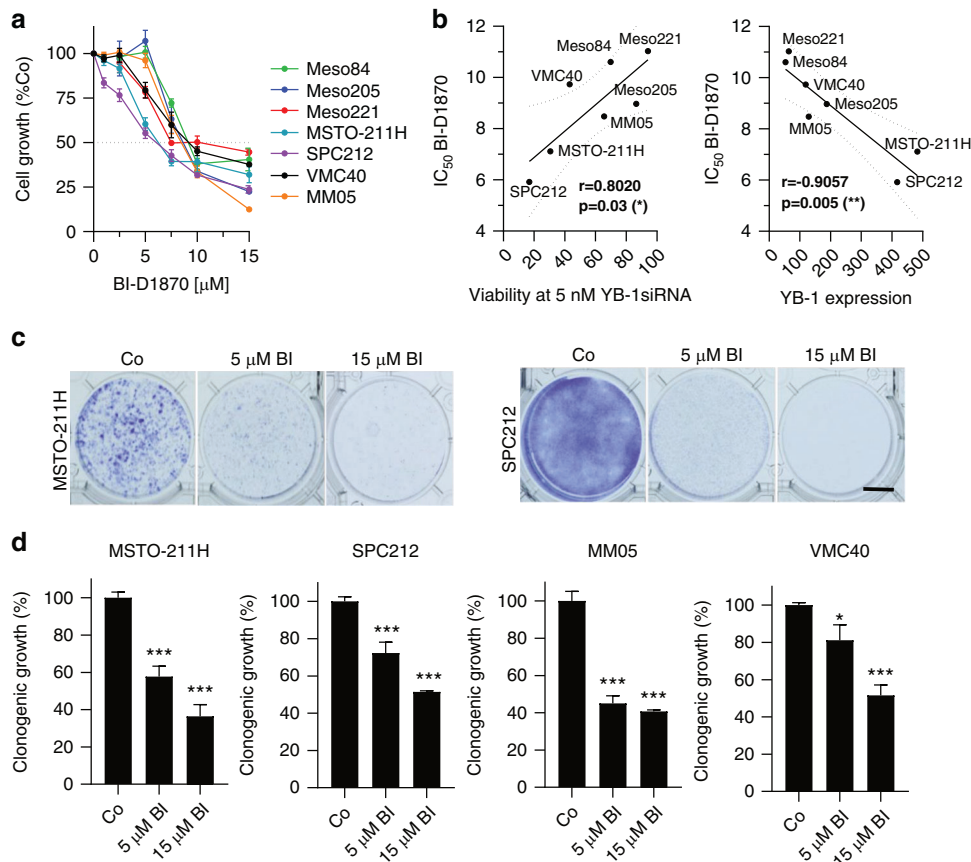 a
Cell growth (%Co)
100
75
50
25
0
0
5
10
15
BI-D1870 [μM]
Meso84
Meso205
Meso221
MSTO-211H
SPC212
VMC40
MM05
b
IC50 BI-D1870
12
11
10
9
8
7
6
5
4
0
20
40
60
80
100
Viability at 5 nM YB-1siRNA
Meso84
Meso221
VMC40
Meso205
MM05
MSTO-211H
SPC212
r=0.8020
p=0.03 (*)
IC50 BI-D1870
12
10
8
6
4
0
100
200
300
400
500
YB-1 expression
Meso221
Meso84
VMC40
Meso205
MM05
MSTO-211H
SPC212
r=-0.9057
p=0.005 (**)
c
Co
5 μM BI
15 μM BI
MSTO-211H
Co
5 μM BI
15 μM BI
SPC212
d
MSTO-211H
Clonogenic growth (%)
100
80
60
40
20
0
***
***
Co
5 μM BI
15 μM BI
SPC212
Clonogenic growth (%)
100
80
60
40
20
0
***
***
Co
5 μM BI
15 μM BI
MM05
Clonogenic growth (%)
100
80
60
40
20
0
***
***
Co
5 μM BI
15 μM BI
VMC40
Clonogenic growth (%)
100
80
60
40
20
0
*
***
Co
5 μM BI
15 μM BI